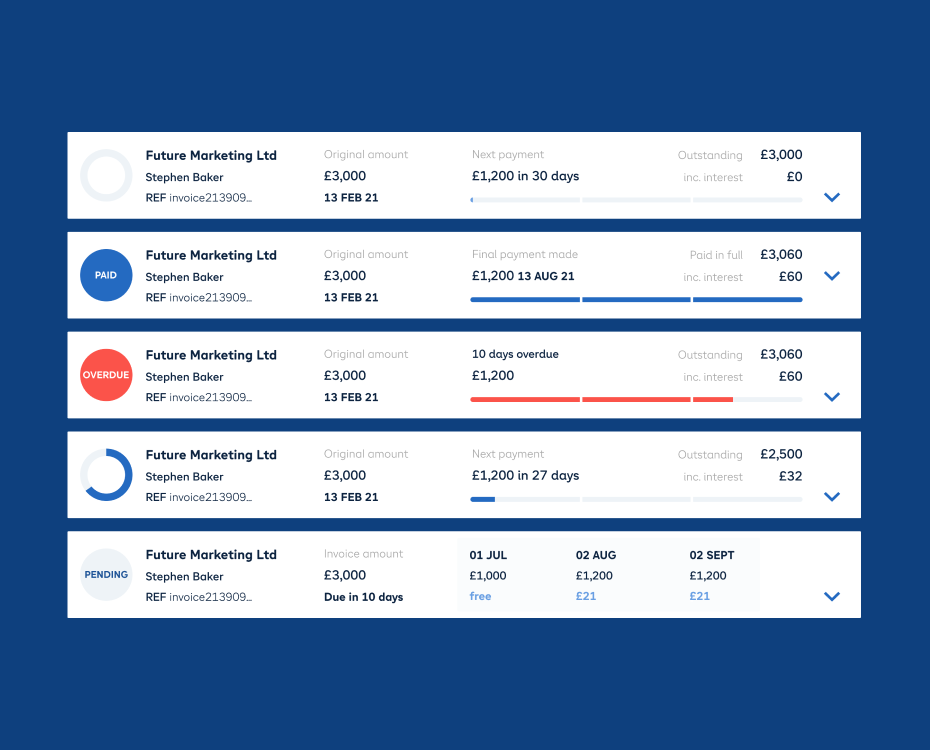 Future Marketing Ltd Original amount Next payment Outstanding £3,000
Stephen Baker £3,000 £1,200 in 30 days inc. interest £0
REF invoice213909... 13 FEB 21
PAID Future Marketing Ltd Original amount Final payment made Paid in full £3,060
Stephen Baker £3,000 £1,200 13 AUG 21 inc. interest £60
REF invoice213909... 13 FEB 21
OVERDUE Future Marketing Ltd Original amount 10 days overdue Outstanding £3,060
Stephen Baker £3,000 £1,200 inc. interest £60
REF invoice213909... 13 FEB 21
Future Marketing Ltd Original amount Next payment Outstanding £2,500
Stephen Baker £3,000 £1,200 in 27 days inc. interest £32
REF invoice213909... 13 FEB 21
PENDING Future Marketing Ltd Invoice amount 01 JUL 02 AUG 02 SEPT
Stephen Baker £3,000 £1,000 £1,200 £1,200
REF invoice213909... Due in 10 days free £21 £21